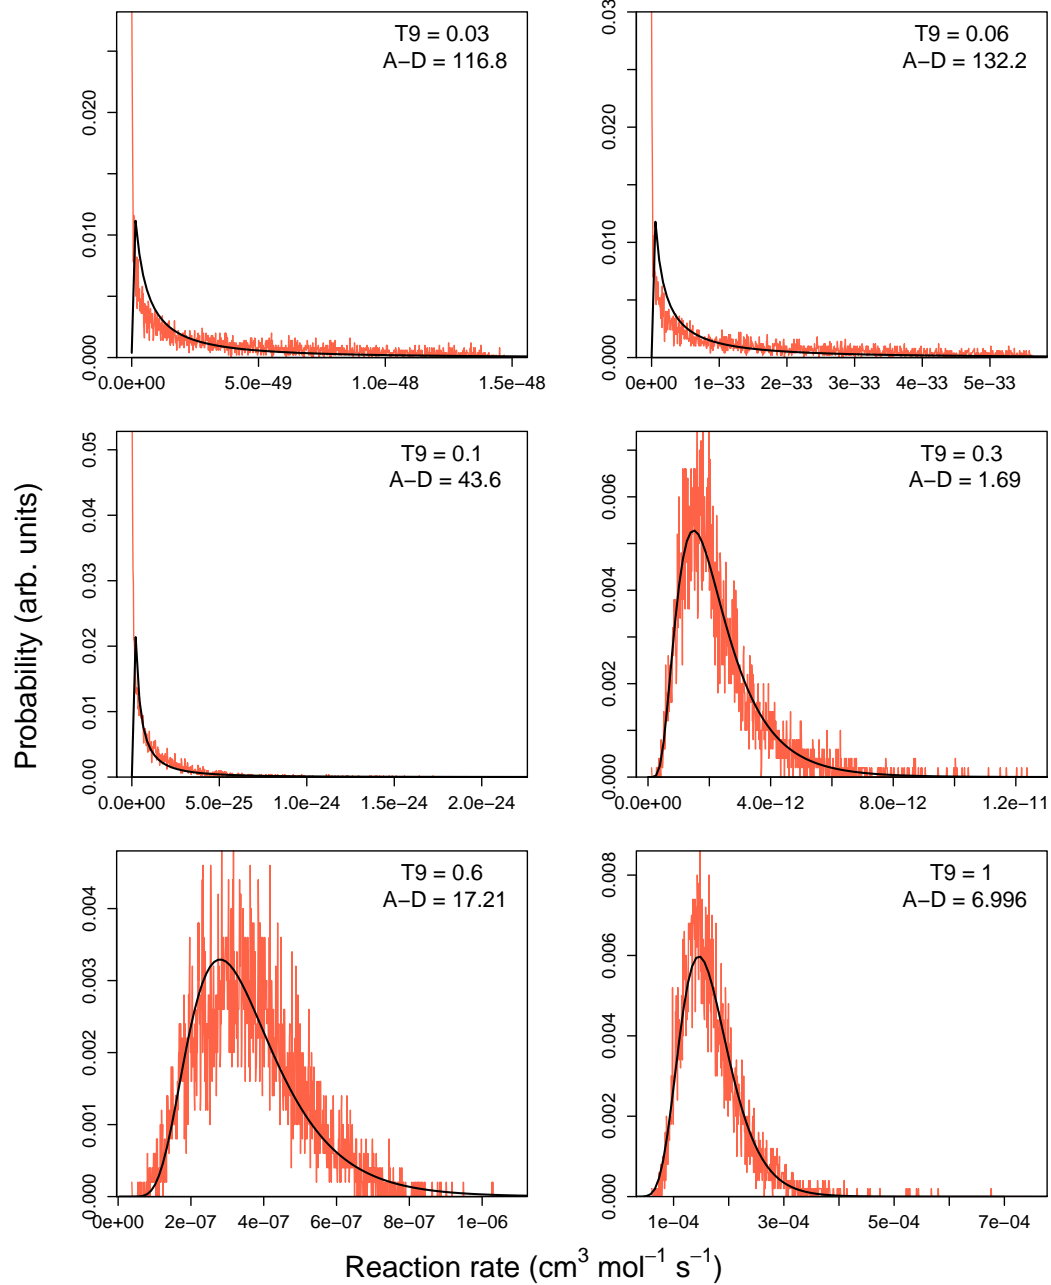 T9 = 0.03
A−D = 116.8
0.000
0.010
0.020
0.0e+00
5.0e−49
1.0e−48
1.5e−48
T9 = 0.06
A−D = 132.2
0.000
0.010
0.020
0.030
0e+00
1e−33
2e−33
3e−33
4e−33
5e−33
T9 = 0.1
A−D = 43.6
0.00
0.01
0.02
0.03
0.04
0.05
0.0e+00
5.0e−25
1.0e−24
1.5e−24
2.0e−24
T9 = 0.3
A−D = 1.69
0.000
0.002
0.004
0.006
0.0e+00
4.0e−12
8.0e−12
1.2e−11
T9 = 0.6
A−D = 17.21
0.000
0.001
0.002
0.003
0.004
0e+00
2e−07
4e−07
6e−07
8e−07
1e−06
T9 = 1
A−D = 6.996
0.000
0.002
0.004
0.006
0.008
1e−04
3e−04
5e−04
7e−04
Probability (arb. units)
Reaction rate (cm³ mol⁻¹ s⁻¹)